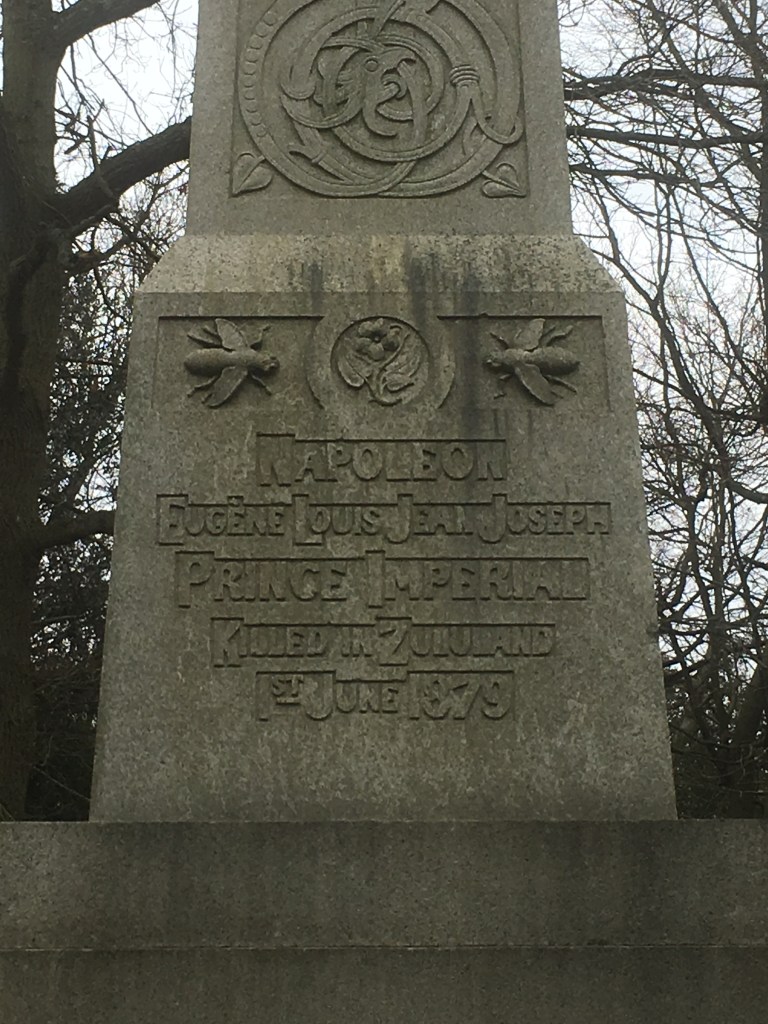 NAPOLEON
EUGÈNE LOUIS JEAN JOSEPH
PRINCE IMPERIAL
KILLED IN ZULULAND
1ST JUNE 1879